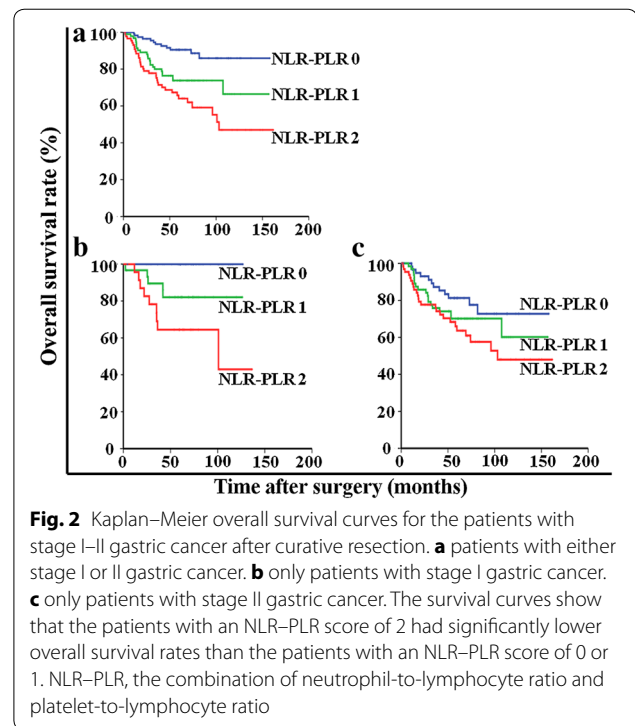 a
100
80
60
40
20
0
NLR-PLR 0
NLR-PLR 1
NLR-PLR 2
0 50 100 150 200
Overall survival rate (%)
b
100
80
60
40
20
0
NLR-PLR 0
NLR-PLR 1
NLR-PLR 2
0 50 100 150 200
c
100
80
60
40
20
0
NLR-PLR 0
NLR-PLR 1
NLR-PLR 2
0 50 100 150 200
Time after surgery (months)
Fig. 2 Kaplan–Meier overall survival curves for the patients with
stage I–II gastric cancer after curative resection. a patients with either
stage I or II gastric cancer. b only patients with stage I gastric cancer.
c only patients with stage II gastric cancer. The survival curves show
that the patients with an NLR–PLR score of 2 had significantly lower
overall survival rates than the patients with an NLR–PLR score of 0 or
1. NLR–PLR, the combination of neutrophil-to-lymphocyte ratio and
platelet-to-lymphocyte ratio